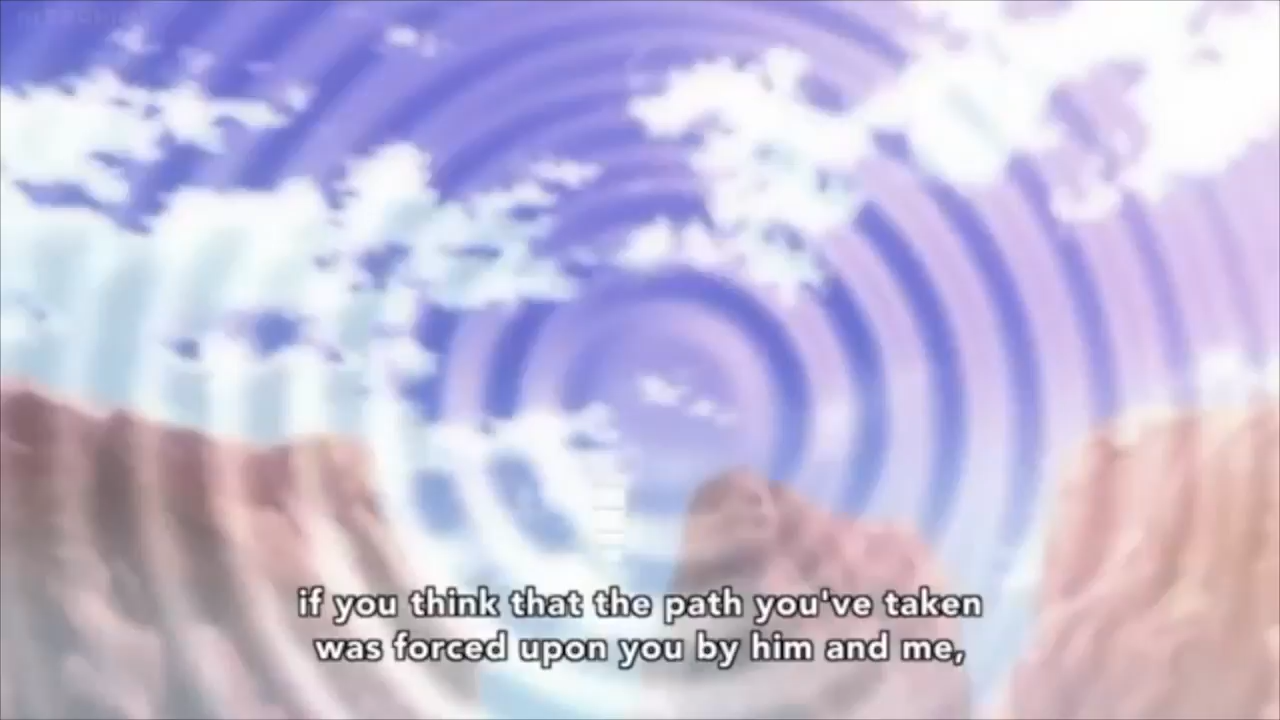 if you think that the path you've taken
was forced upon you by him and me,